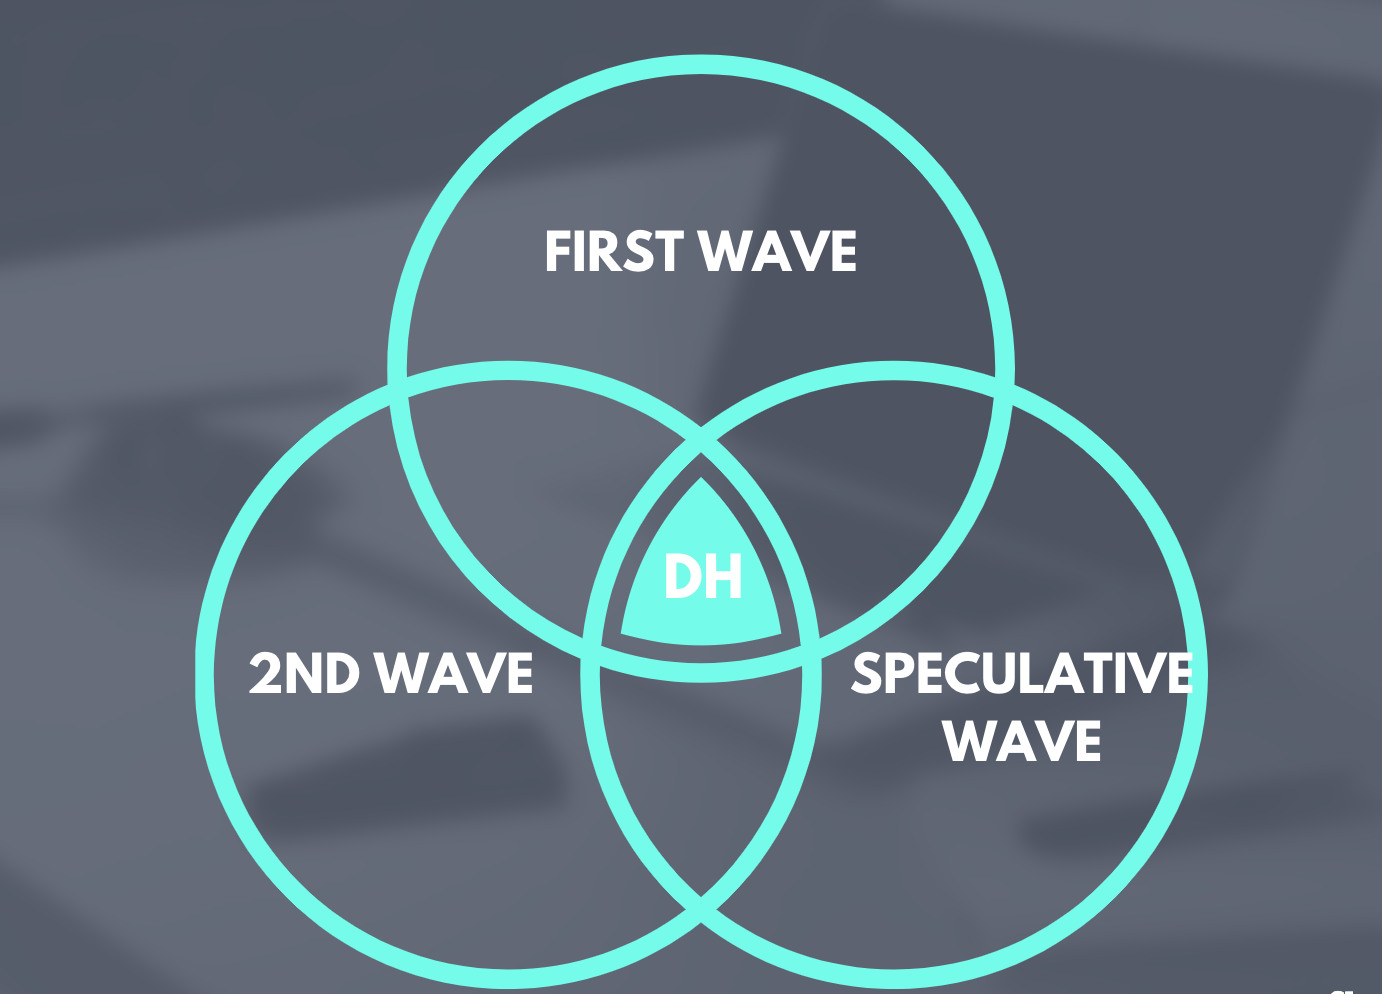 FIRST WAVE
DH
2ND WAVE
SPECULATIVE
WAVE